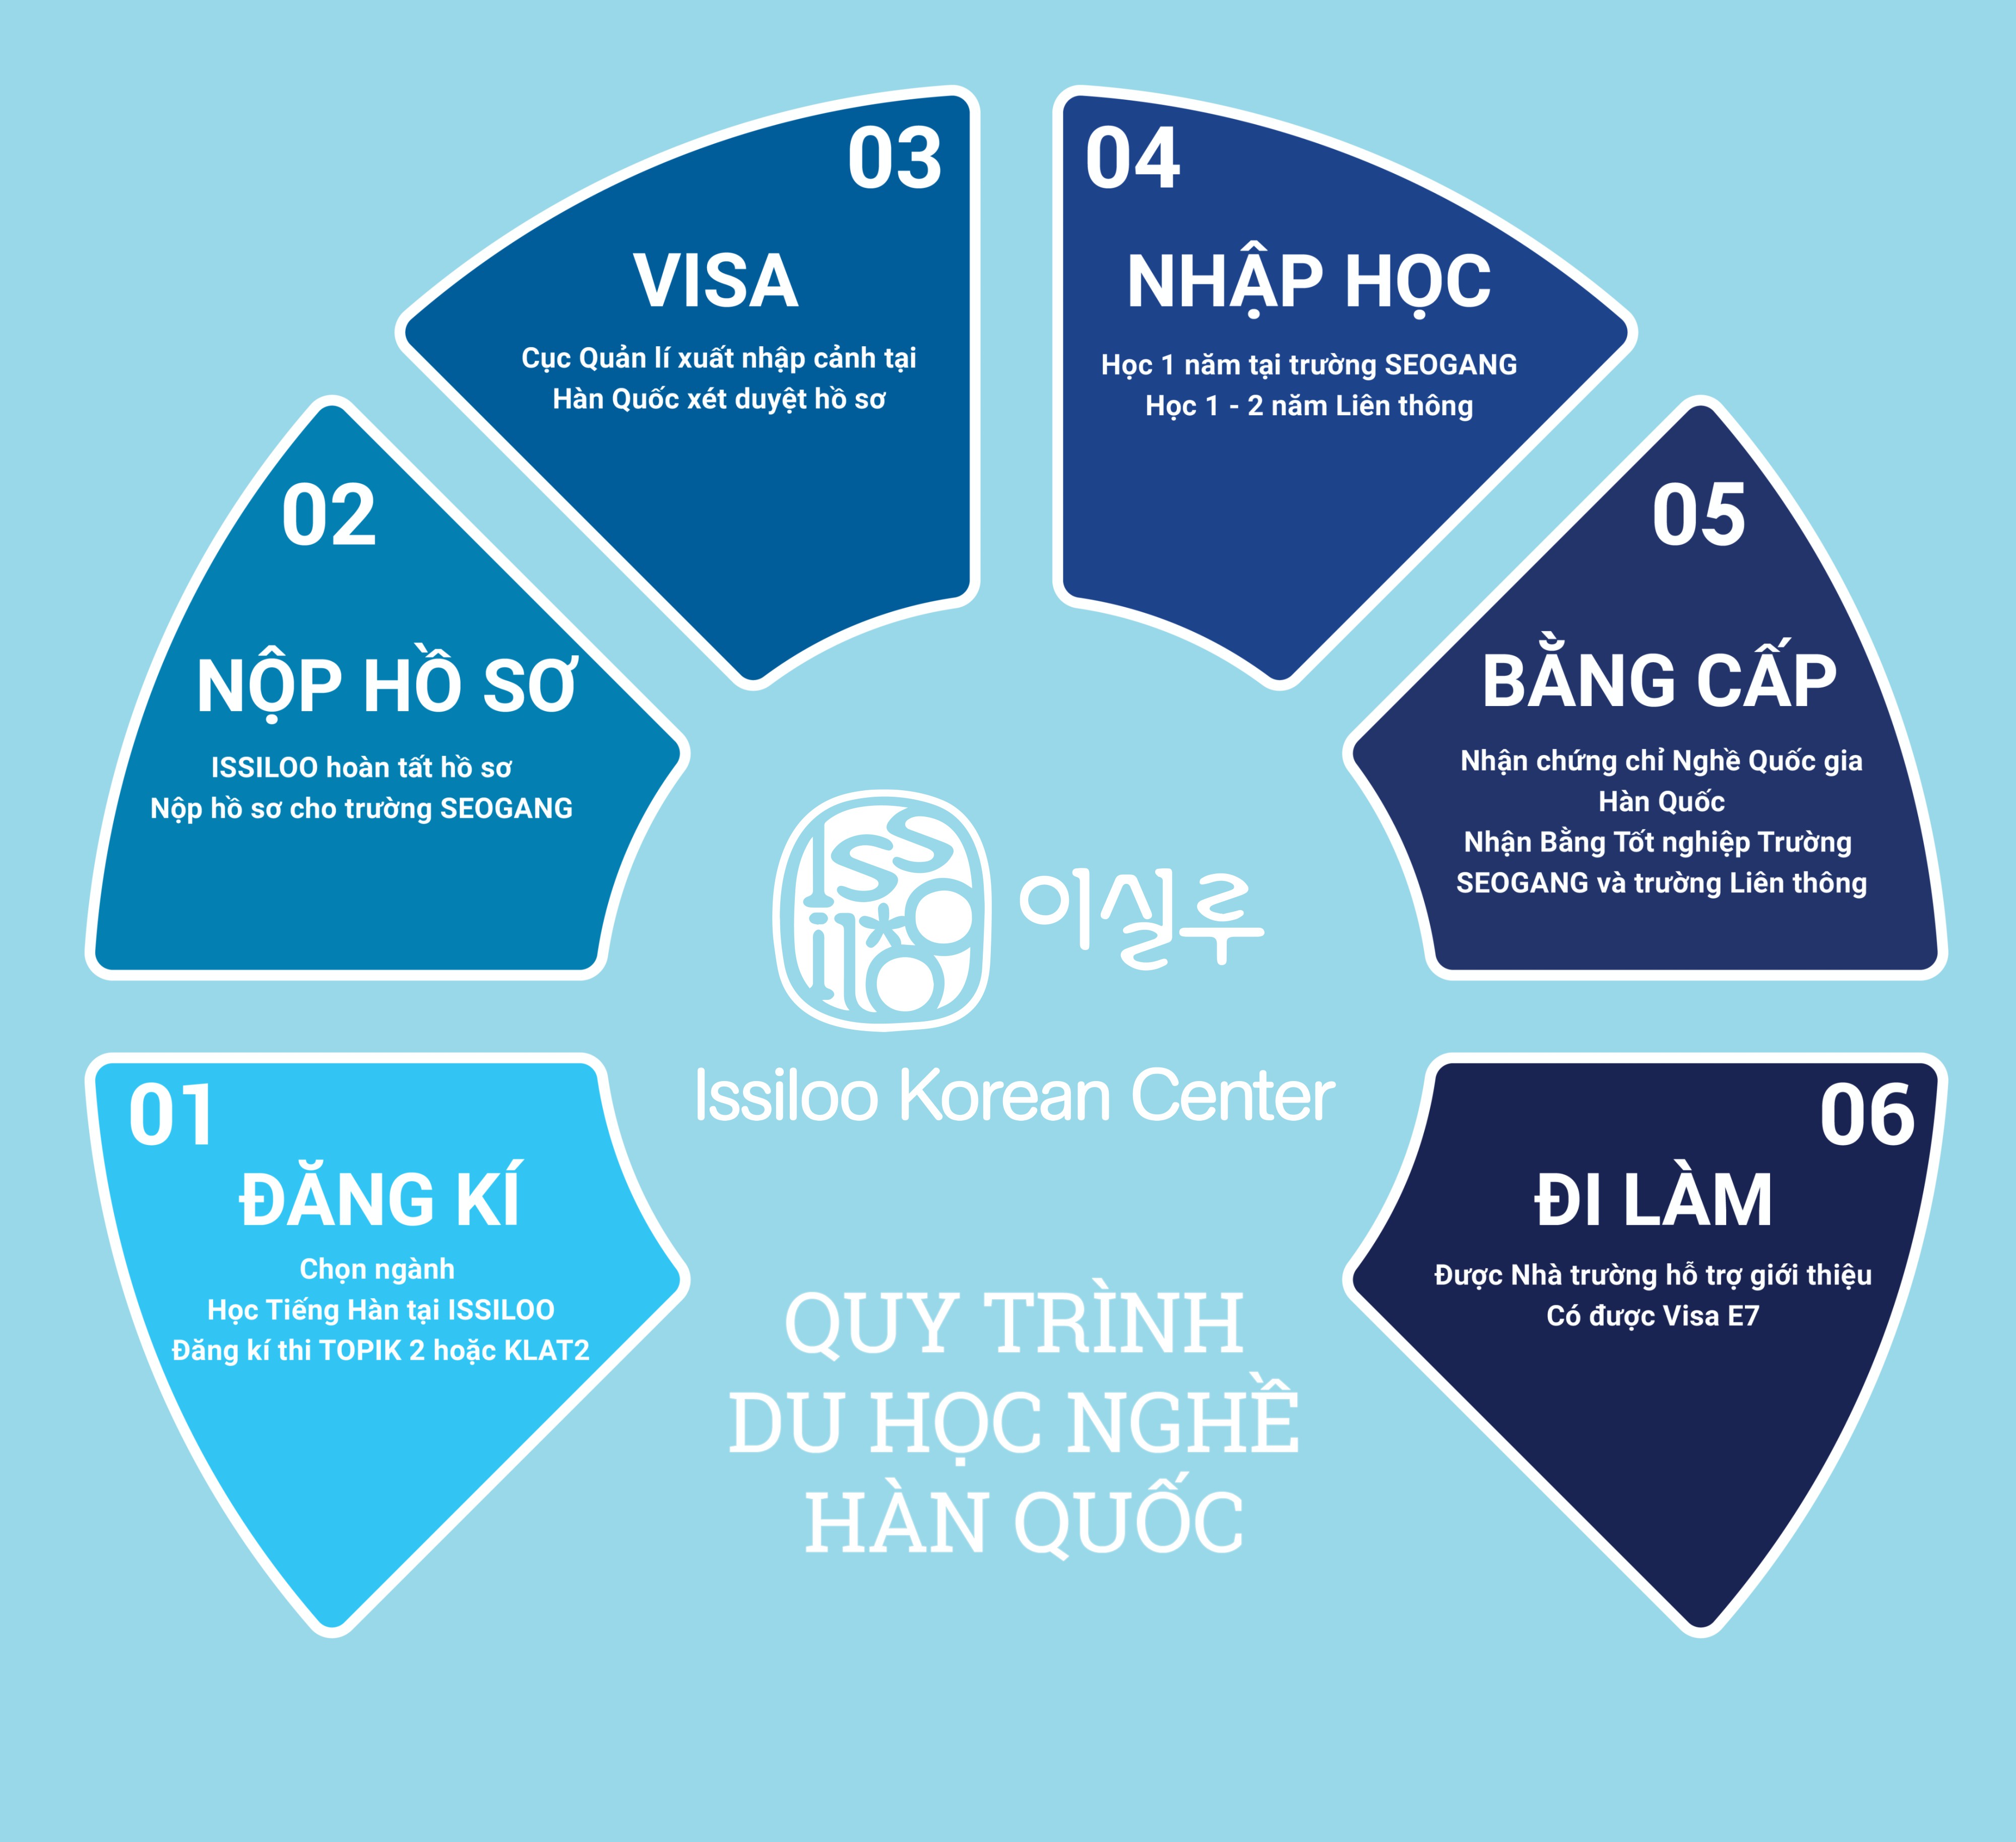 01
ĐĂNG KÍ
Chọn ngành
Học Tiếng Hàn tại ISSILOO
Đăng kí thi TOPIK 2 hoặc KLAT2
02
NỘP HỒ SƠ
ISSILOO hoàn tất hồ sơ
Nộp hồ sơ cho trường SEOGANG
03
VISA
Cục Quản lí xuất nhập cảnh tại
Hàn Quốc xét duyệt hồ sơ
04
NHẬP HỌC
Học 1 năm tại trường SEOGANG
Học 1 - 2 năm Liên thông
05
BẰNG CẤP
Nhận chứng chỉ Nghề Quốc gia
Hàn Quốc
Nhận Bằng Tốt nghiệp Trường
SEOGANG và trường Liên thông
06
ĐI LÀM
Được Nhà trường hỗ trợ giới thiệu
Có được Visa E7
issiloo
이실루
Issiloo Korean Center
QUY TRÌNH
DU HỌC NGHỀ
HÀN QUỐC